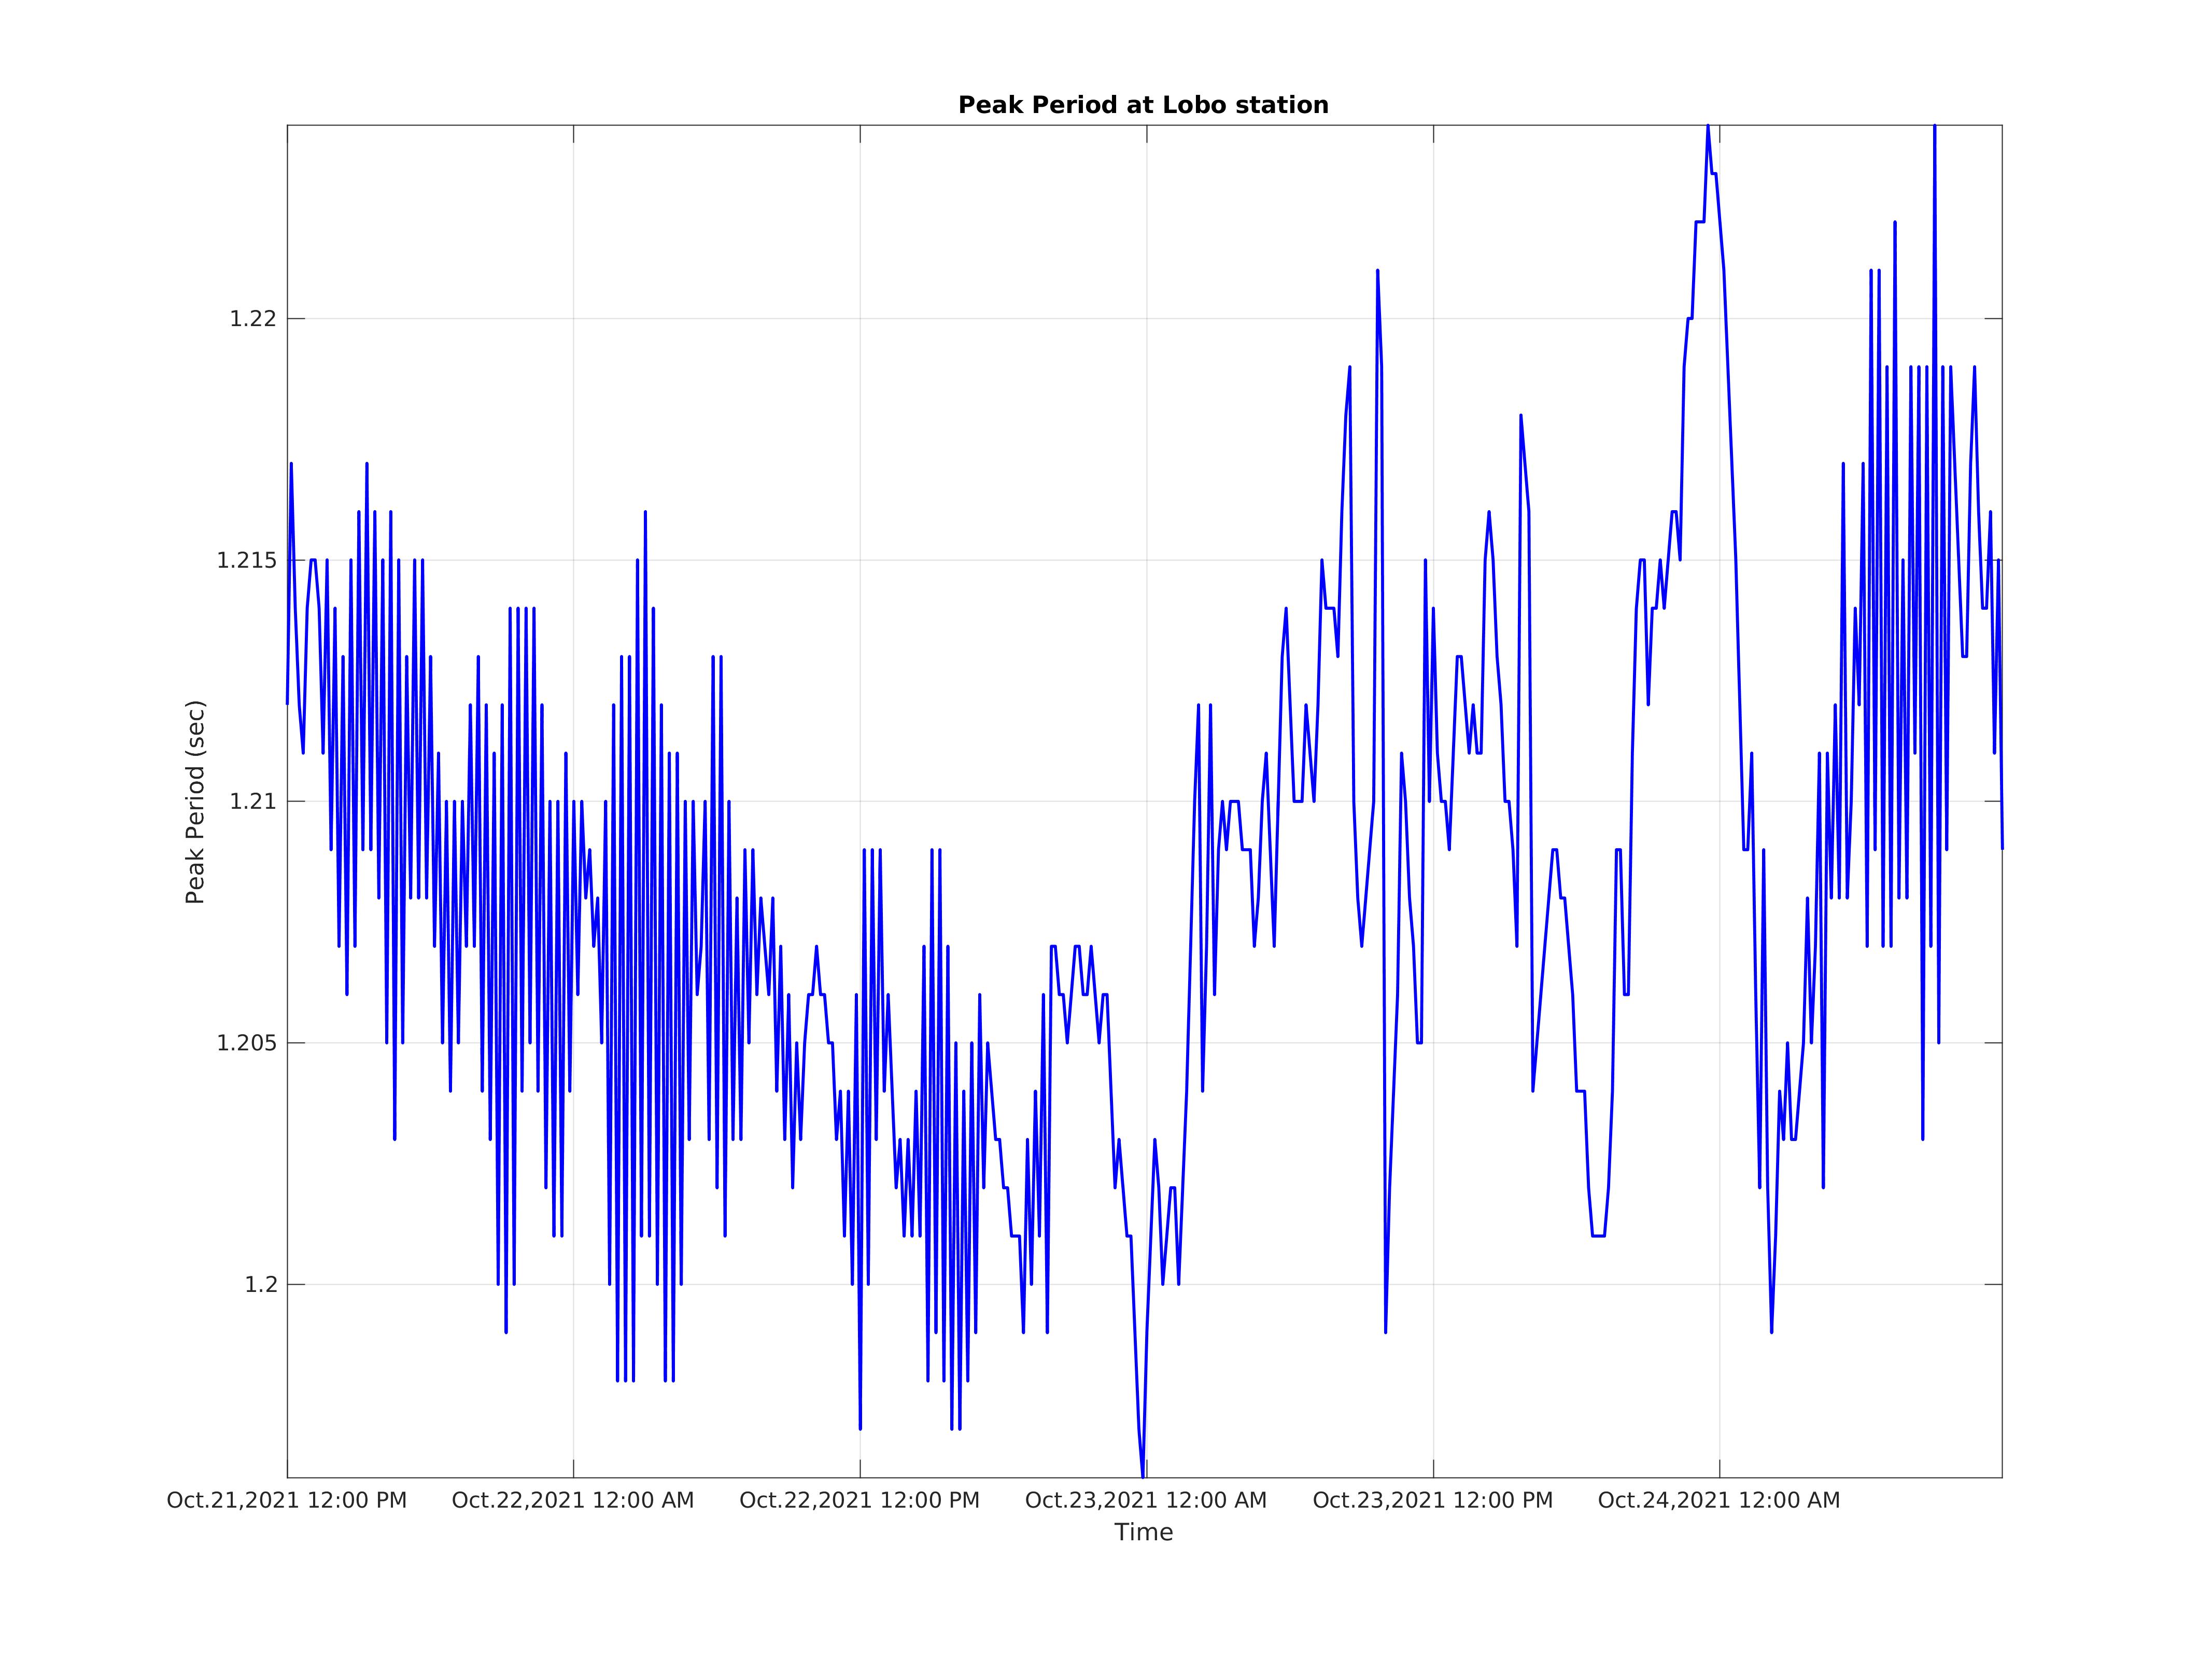 Peak Period at Lobo station
1.22
1.215
1.21
1.205
1.2
Peak Period (sec)
Oct.21,2021 12:00 PM
Oct.22,2021 12:00 AM
Oct.22,2021 12:00 PM
Oct.23,2021 12:00 AM
Oct.23,2021 12:00 PM
Oct.24,2021 12:00 AM
Time